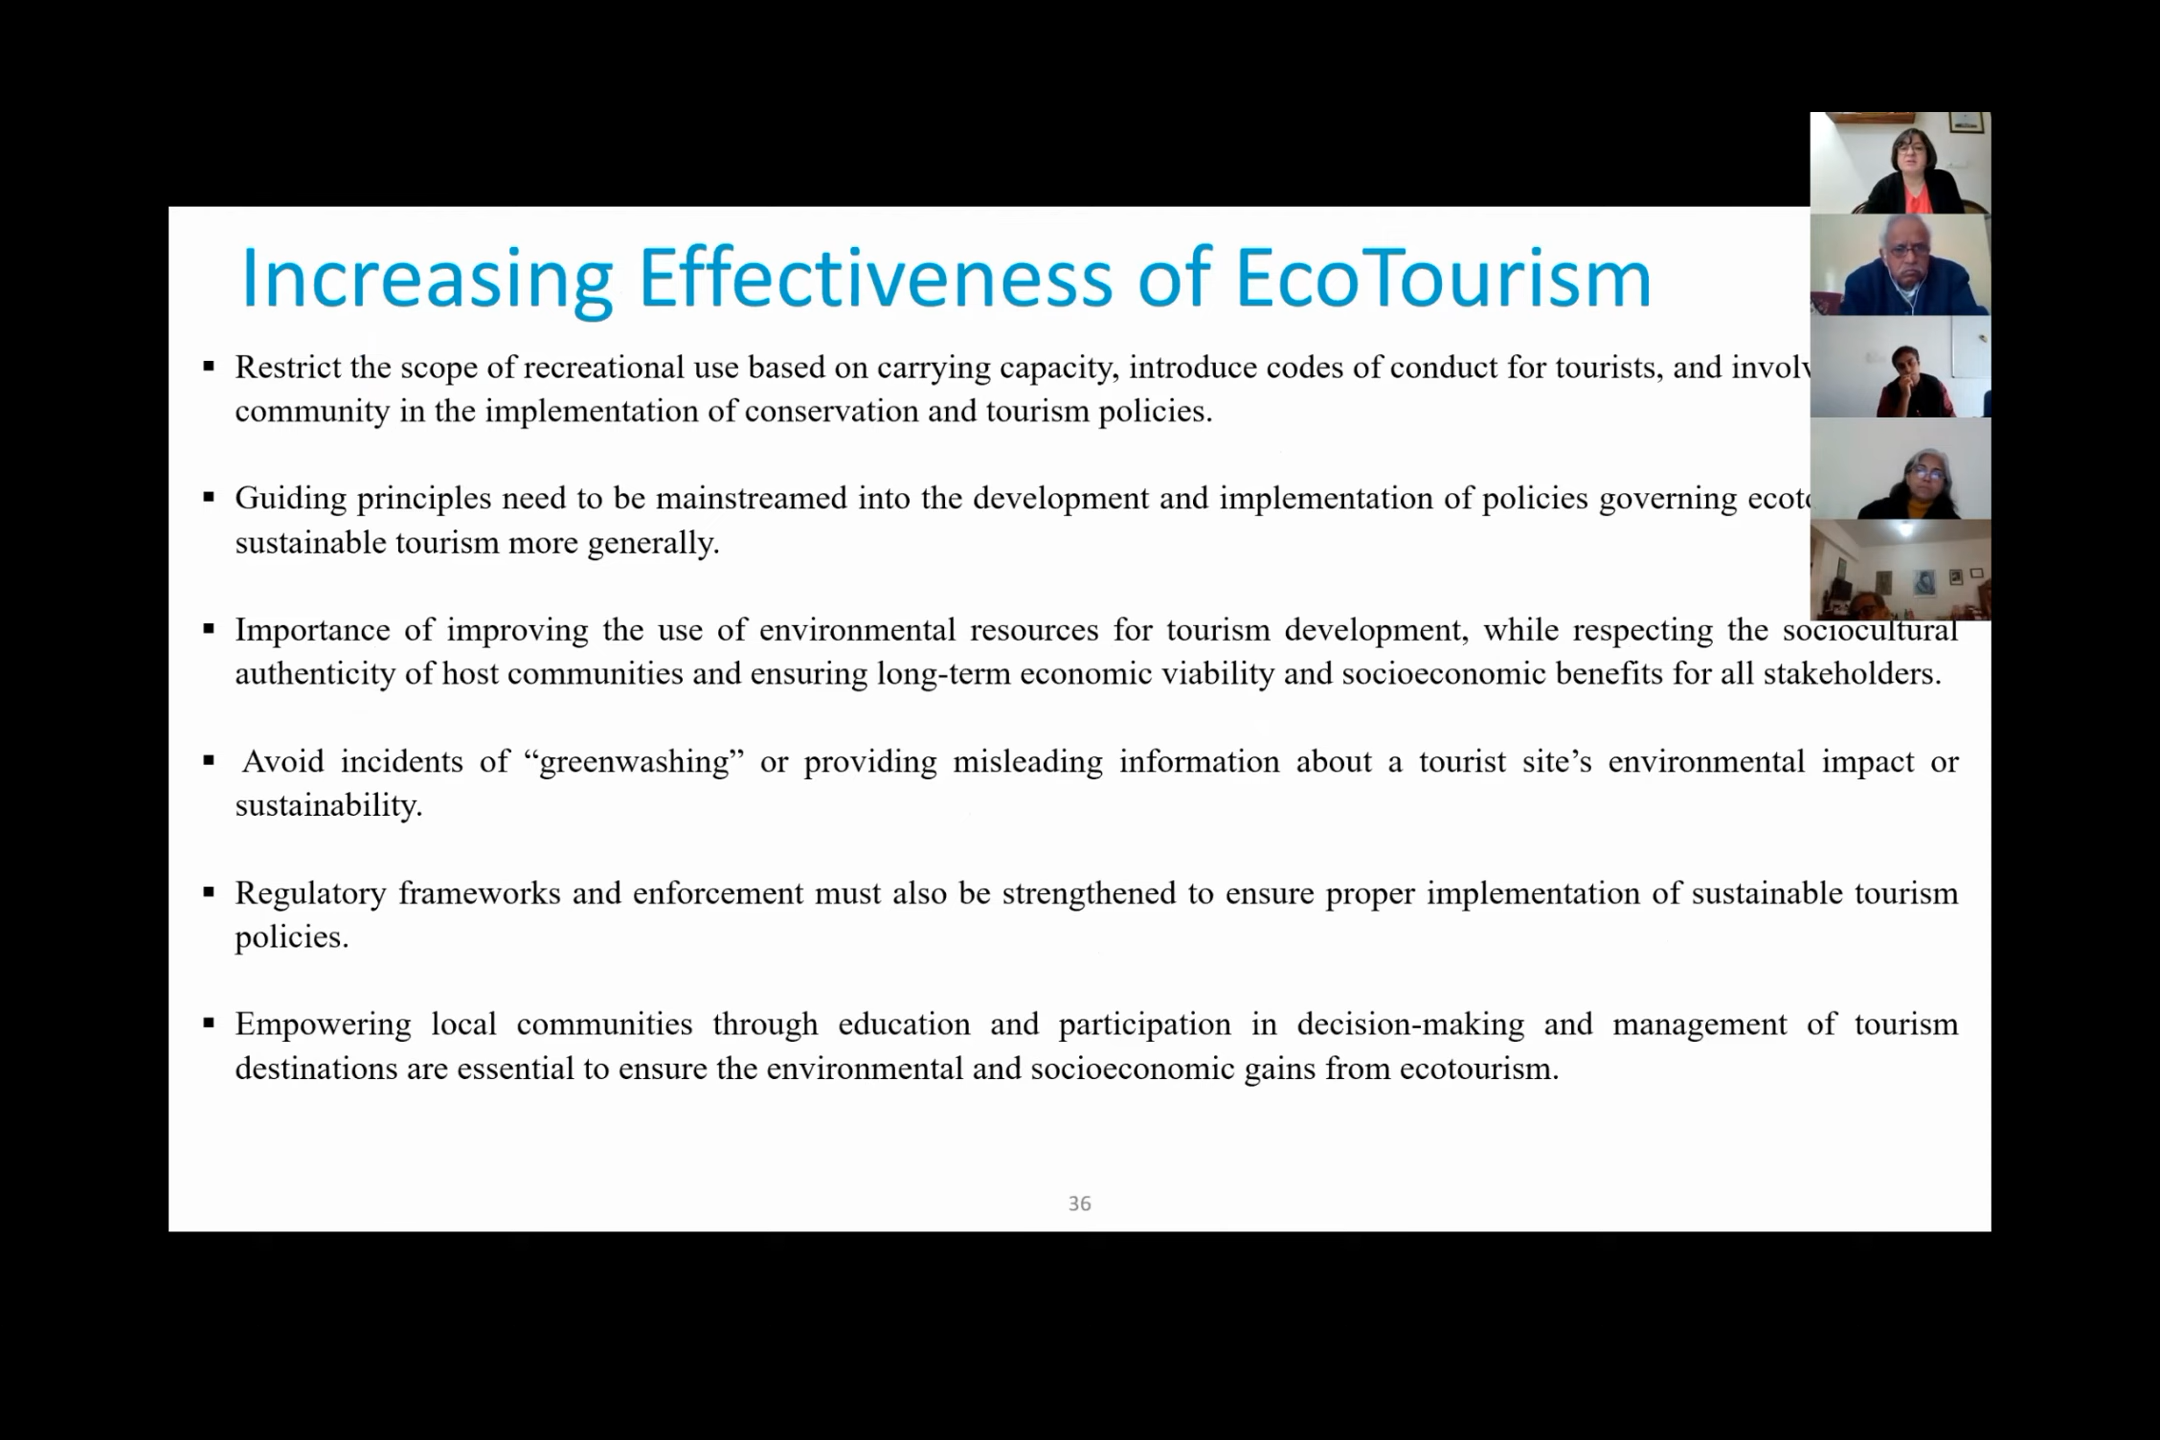 Increasing Effectiveness of EcoTourism
▪ Restrict the scope of recreational use based on carrying capacity, introduce codes of conduct for tourists, and
community in the implementation of conservation and tourism policies.
▪ Guiding principles need to be mainstreamed into the development and implementation of policies governing
sustainable tourism more generally.
▪ Importance of improving the use of environmental resources for tourism development, while respecting the sociocultural
authenticity of host communities and ensuring long-term economic viability and socioeconomic benefits for all stakeholders.
▪ Avoid incidents of “greenwashing” or providing misleading information about a tourist site’s environmental impact or
sustainability.
▪ Regulatory frameworks and enforcement must also be strengthened to ensure proper implementation of sustainable tourism
policies.
▪ Empowering local communities through education and participation in decision-making and management of tourism
destinations are essential to ensure the environmental and socioeconomic gains from ecotourism.
36